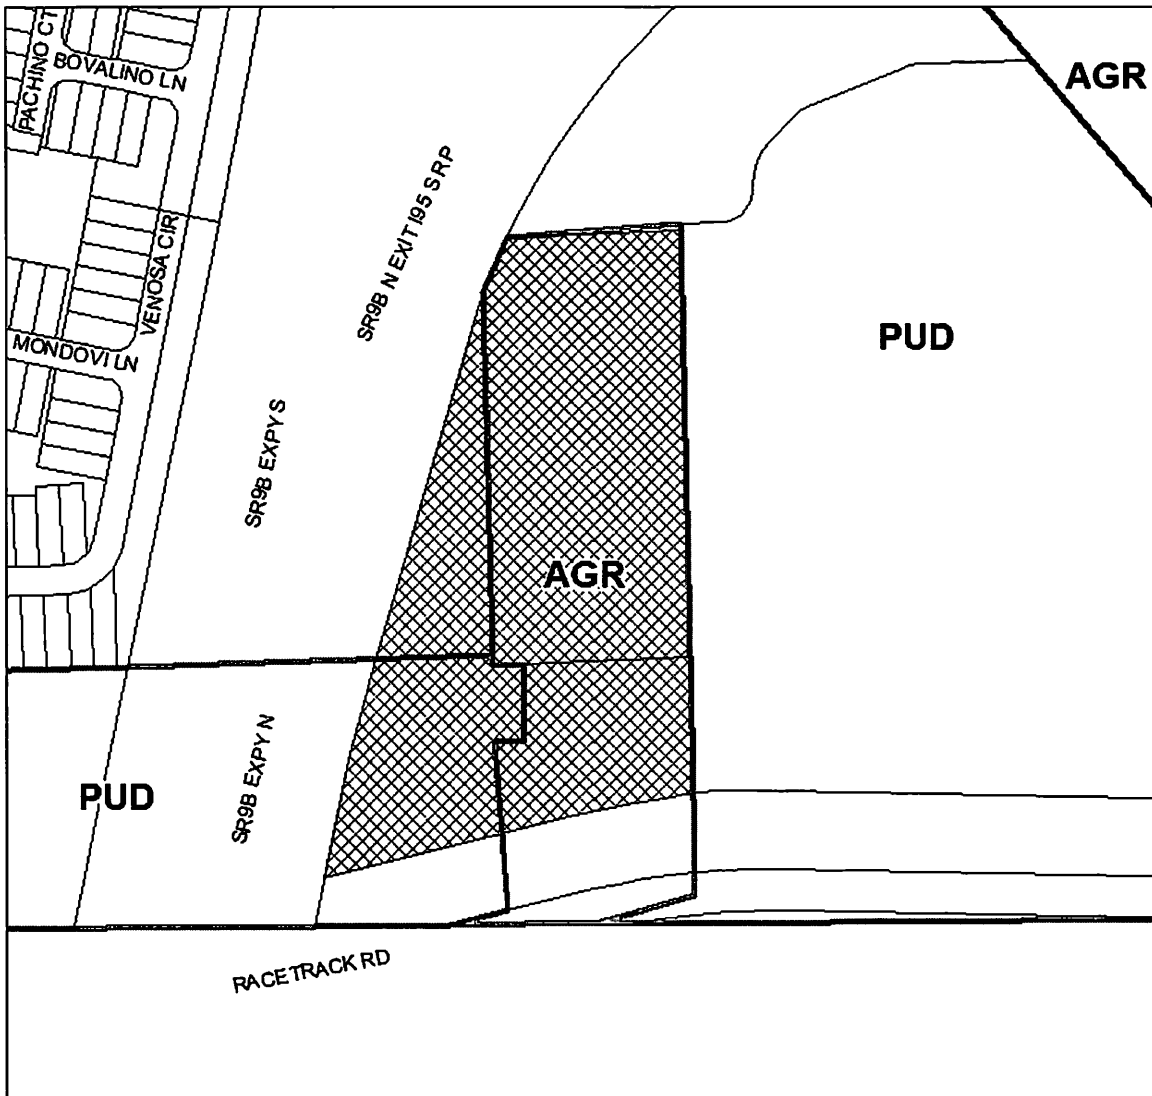 PACHINO CT
BOVALINO LN
AGR
SR9B N EXIT I95 S RP
VENOSA CIR
PUD
MONDOVI LN
SR9B EXPY S
AGR
SR9B EXPY N
PUD
RACETRACK RD